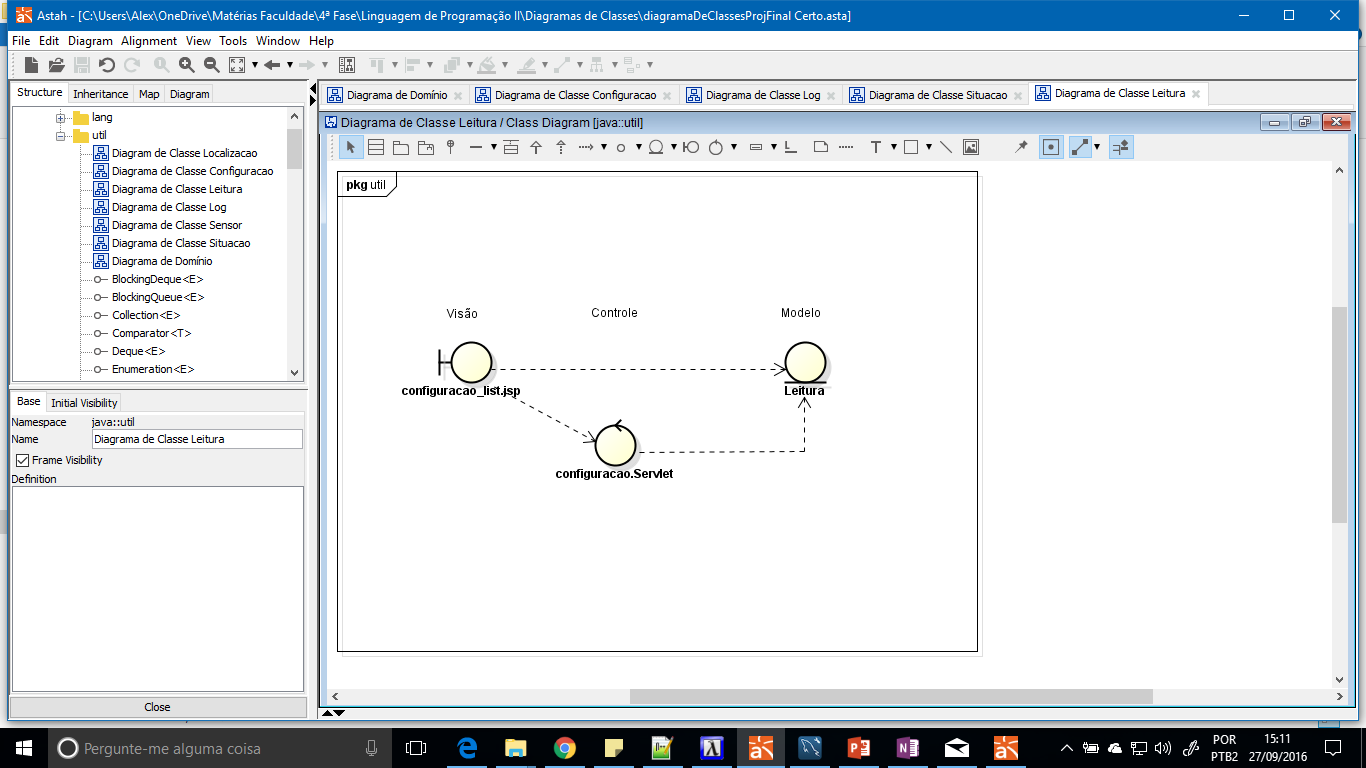 Astah - [C:\Users\Alex\OneDrive\Matérias Faculdade\4ª Fase\Linguagem de Programação II\Diagramas de Classes\diagramaDeClassesProjFinal Certo.asta]
File Edit Diagram Alignment View Tools Window Help
Structure Inheritance Map Diagram
lang
util
Diagram de Classe Localizacao
Diagrama de Classe Configuracao
Diagrama de Classe Leitura
Diagrama de Classe Log
Diagrama de Classe Sensor
Diagrama de Classe Situacao
Diagrama de Domínio
BlockingDeque<E>
BlockingQueue<E>
Collection<E>
Comparator<T>
Deque<E>
Enumeration<E>
Base Initial Visibility
Namespace java::util
Name Diagrama de Classe Leitura
Frame Visibility
Definition
Close
Diagrama de Domínio Diagrama de Classe Configuracao Diagrama de Classe Log Diagrama de Classe Situacao Diagrama de Classe Leitura
Diagrama de Classe Leitura / Class Diagram [java::util]
T
pkg util
Visão Controle Modelo
configuracao_list.jsp Leitura
configuracao.Servlet
Pergunte-me alguma coisa
POR 15:11
PTB2 27/09/2016